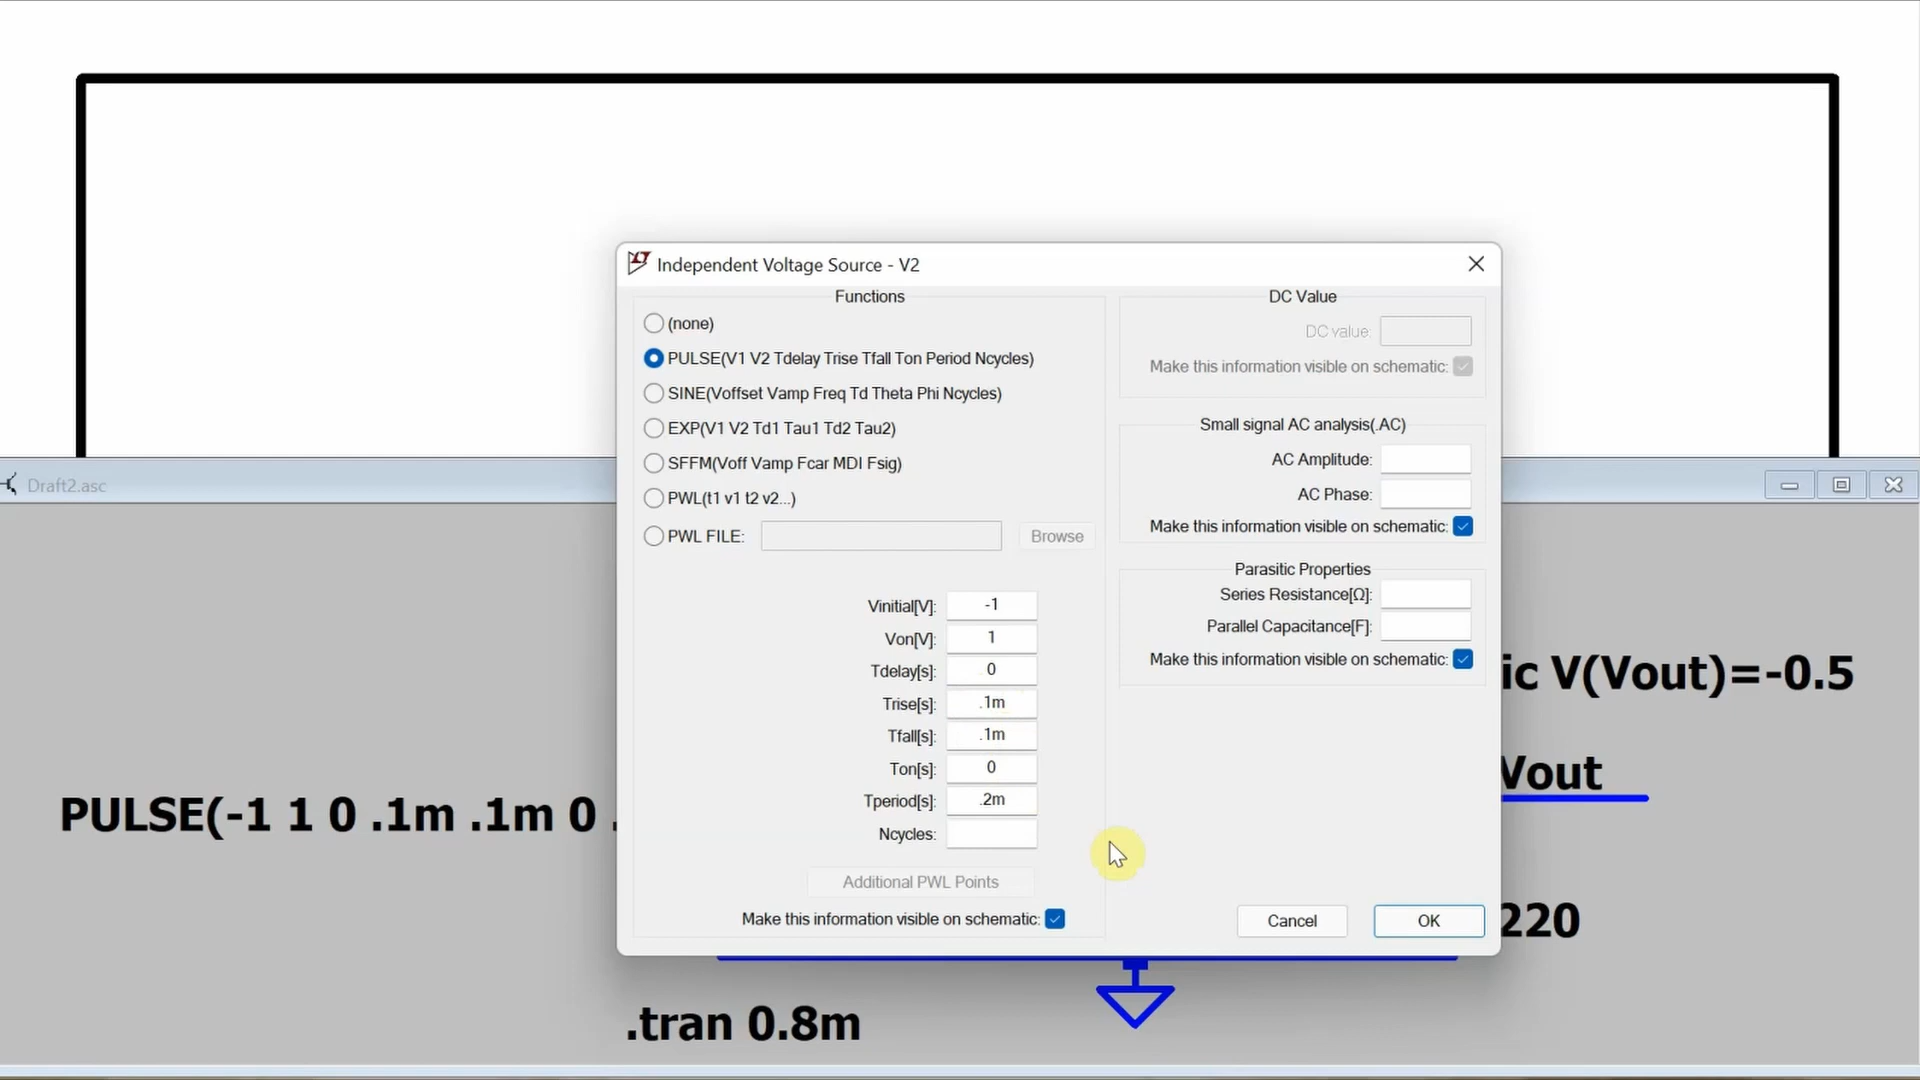 Independent Voltage Source - V2
Functions
(none)
PULSE(V1 V2 Tdelay Trise Tfall Ton Period Ncycles)
SINE(Voffset Vamp Freq Td Theta Phi Ncycles)
EXP(V1 V2 Td1 Tau1 Td2 Tau2)
SFFM(Voff Vamp Fcar MDI Fsig)
PWL(t1 v1 t2 v2...)
PWL FILE: Browse
Vinitial[V]: -1
Von[V]: 1
Tdelay[s]: 0
Trise[s]: .1m
Tfall[s]: .1m
Ton[s]: 0
Tperiod[s]: .2m
Ncycles:
Additional PWL Points
Make this information visible on schematic:
DC Value
DC value:
Make this information visible on schematic:
Small signal AC analysis(.AC)
AC Amplitude:
AC Phase:
Make this information visible on schematic:
Parasitic Properties
Series Resistance[Ω]:
Parallel Capacitance[F]:
Make this information visible on schematic:
Cancel OK
Draft2.asc
PULSE(-1 1 0 .1m .1m 0 .
ic V(Vout)=-0.5
Vout
220
.tran 0.8m